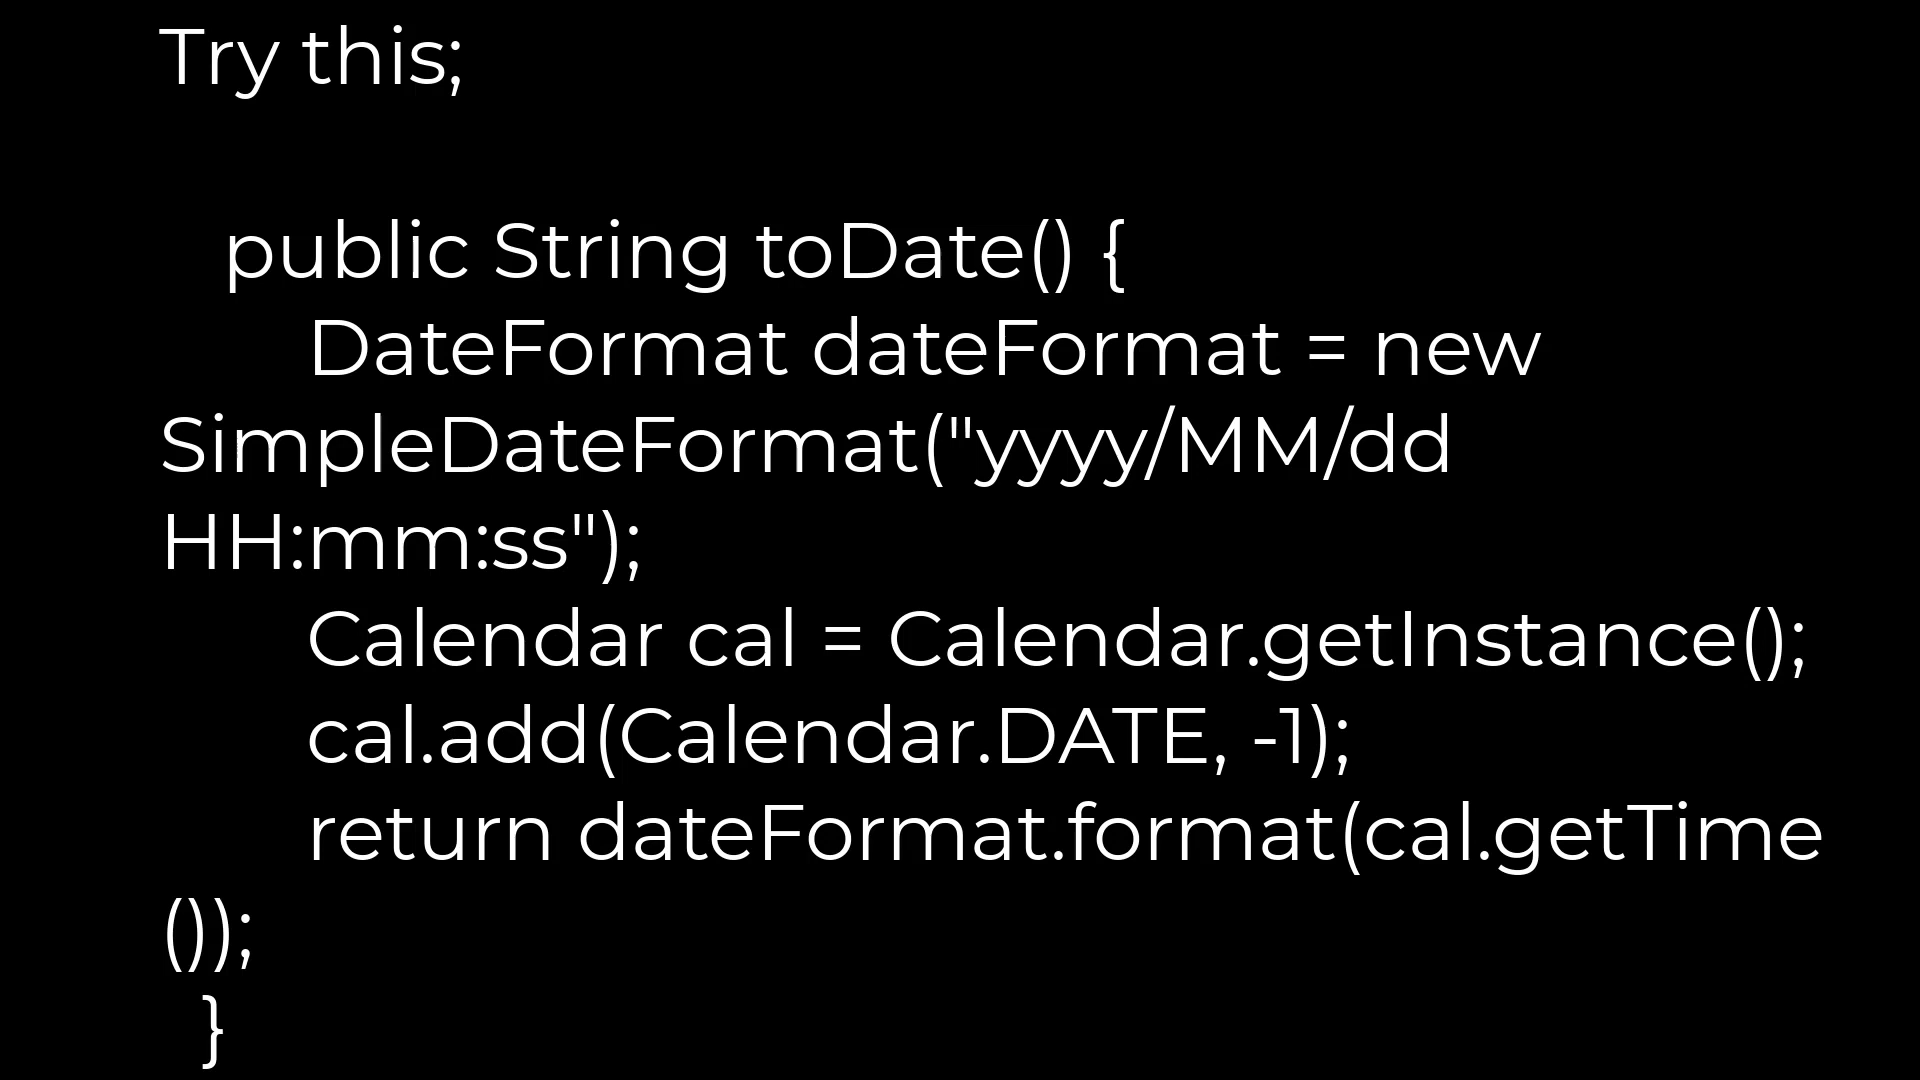 Try this;
public String toDate() {
DateFormat dateFormat = new
SimpleDateFormat("yyyy/MM/dd
HH:mm:ss");
Calendar cal = Calendar.getInstance();
cal.add(Calendar.DATE, -1);
return dateFormat.format(cal.getTime
());
}